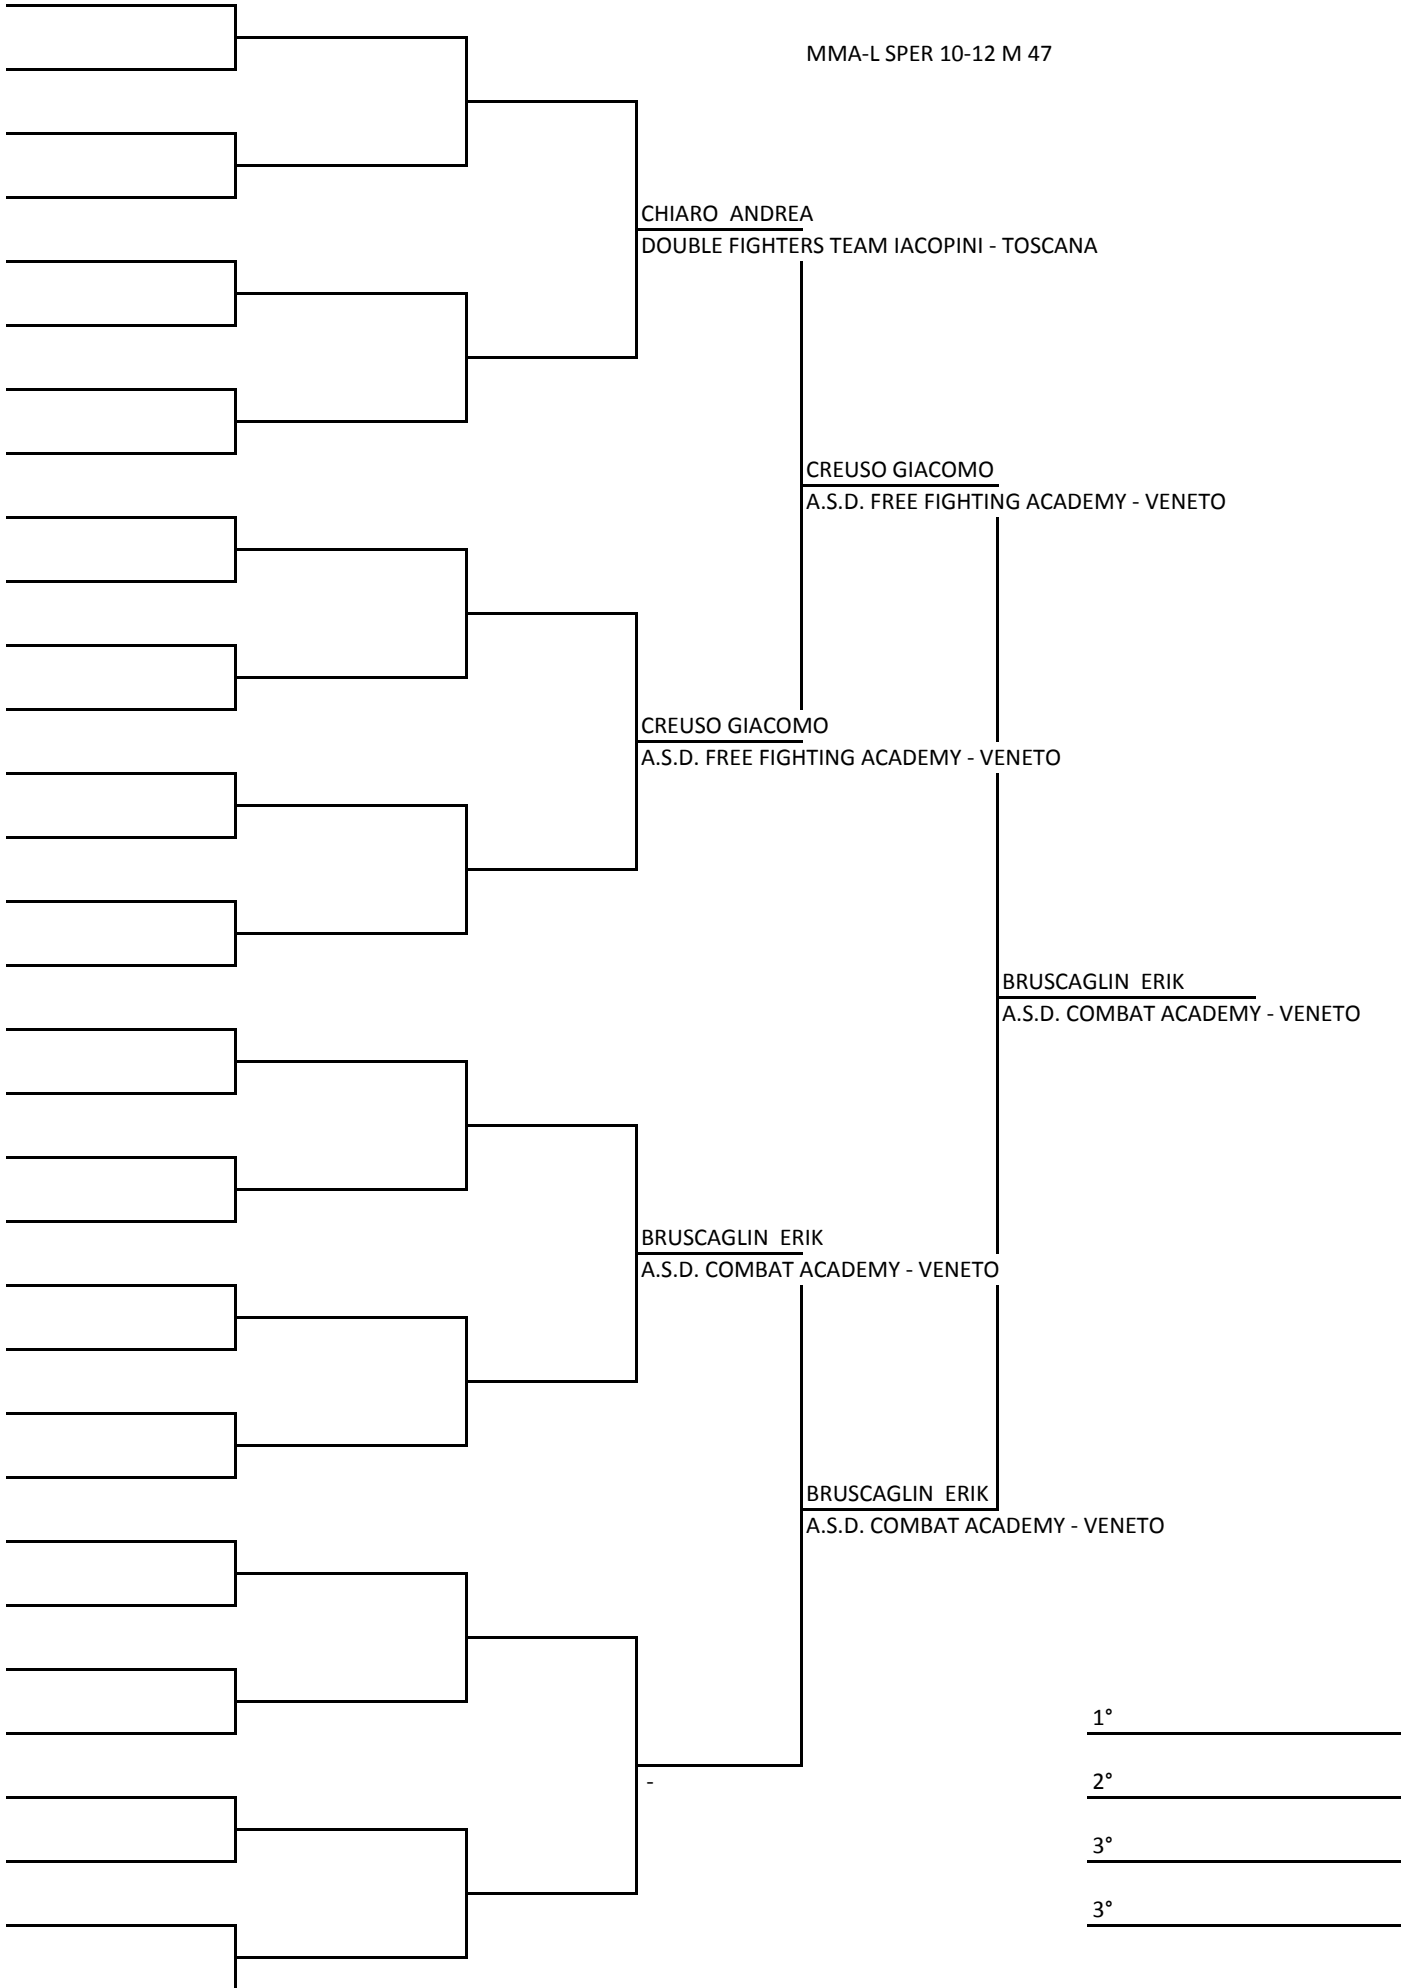 MMA-L SPER 10-12 M 47
CHIARO  ANDREA
DOUBLE FIGHTERS TEAM IACOPINI - TOSCANA
CREUSO GIACOMO
A.S.D. FREE FIGHTING ACADEMY - VENETO
CREUSO GIACOMO
A.S.D. FREE FIGHTING ACADEMY - VENETO
BRUSCAGLIN  ERIK
A.S.D. COMBAT ACADEMY - VENETO
BRUSCAGLIN  ERIK
A.S.D. COMBAT ACADEMY - VENETO
BRUSCAGLIN  ERIK
A.S.D. COMBAT ACADEMY - VENETO
1°
-
2°
3°
3°